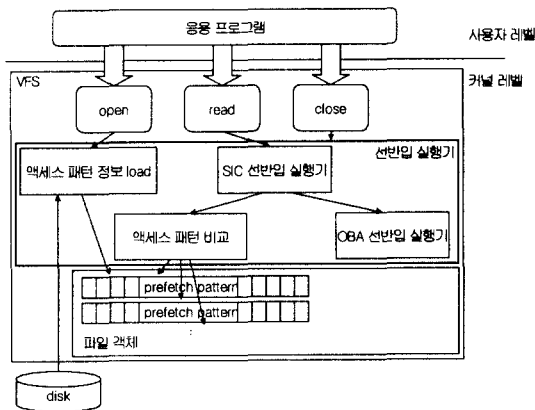 응용 프로그램
사용자 레벨
VFS
커널 레벨
open
read
close
선반입 실행기
액세스 패턴 정보 load
SIC 선반입 실행기
액세스 패턴 비교
OBA 선반입 실행기
prefetch pattern
prefetch pattern
:
파일 객체
disk